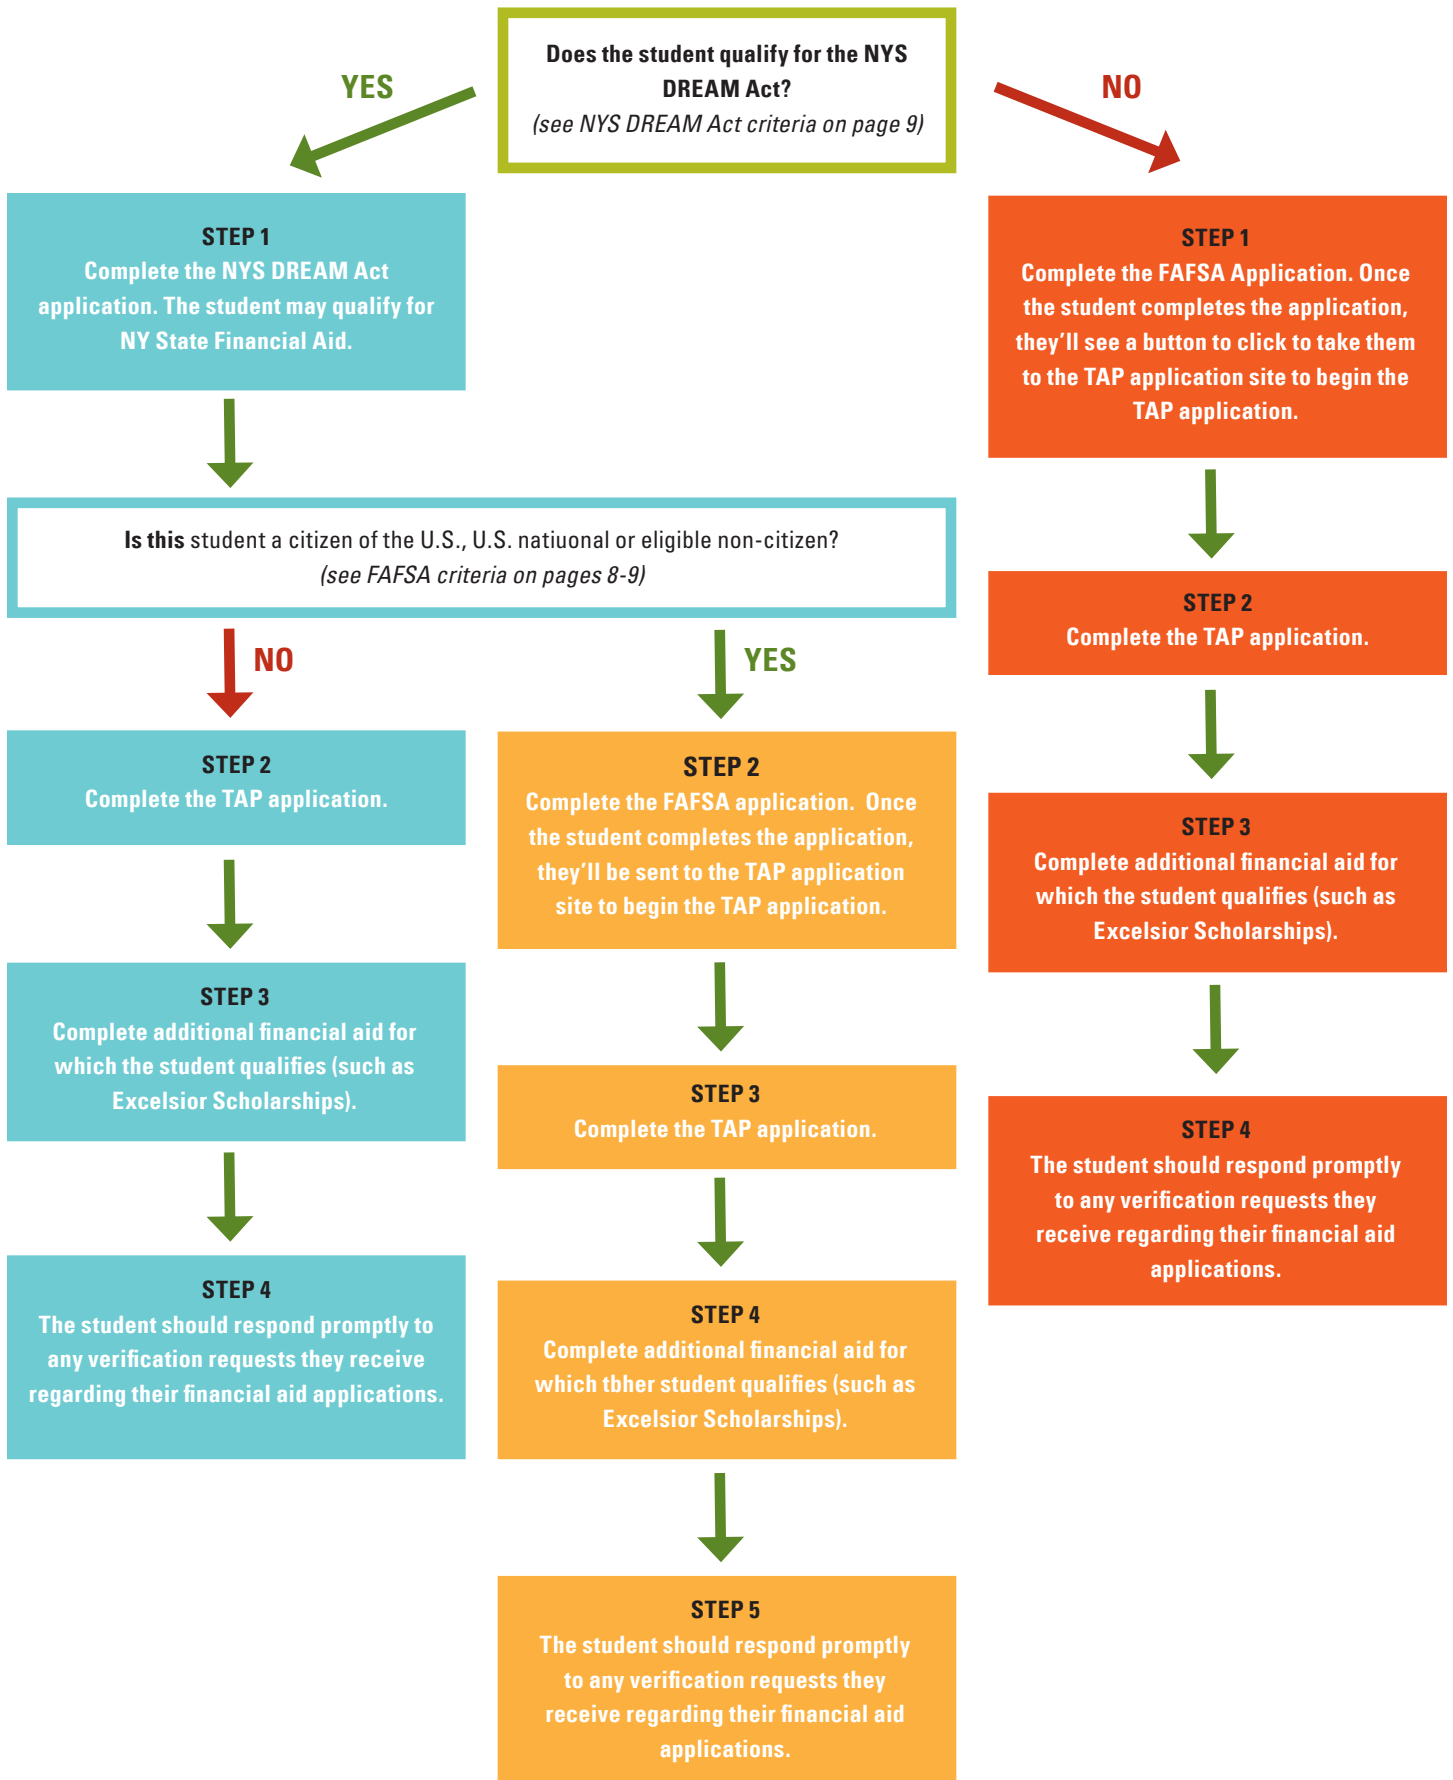 Does the student qualify for the NYS
DREAM Act?
(see NYS DREAM Act criteria on page 9)
YES
NO
STEP 1
Complete the NYS DREAM Act
application. The student may qualify for
NY State Financial Aid.
Is this student a citizen of the U.S., U.S. natiuonal or eligible non-citizen?
(see FAFSA criteria on pages 8-9)
NO
STEP 2
Complete the TAP application.
STEP 3
Complete additional financial aid for
which the student qualifies (such as
Excelsior Scholarships).
STEP 4
The student should respond promptly to
any verification requests they receive
regarding their financial aid applications.
YES
STEP 2
Complete the FAFSA application. Once
the student completes the application,
they'll be sent to the TAP application
site to begin the TAP application.
STEP 3
Complete the TAP application.
STEP 4
Complete additional financial aid for
which tbher student qualifies (such as
Excelsior Scholarships).
STEP 5
The student should respond promptly
to any verification requests they
receive regarding their financial aid
applications.
STEP 1
Complete the FAFSA Application. Once
the student completes the application,
they'll see a button to click to take them
to the TAP application site to begin the
TAP application.
STEP 2
Complete the TAP application.
STEP 3
Complete additional financial aid for
which the student qualifies (such as
Excelsior Scholarships).
STEP 4
The student should respond promptly
to any verification requests they
receive regarding their financial aid
applications.